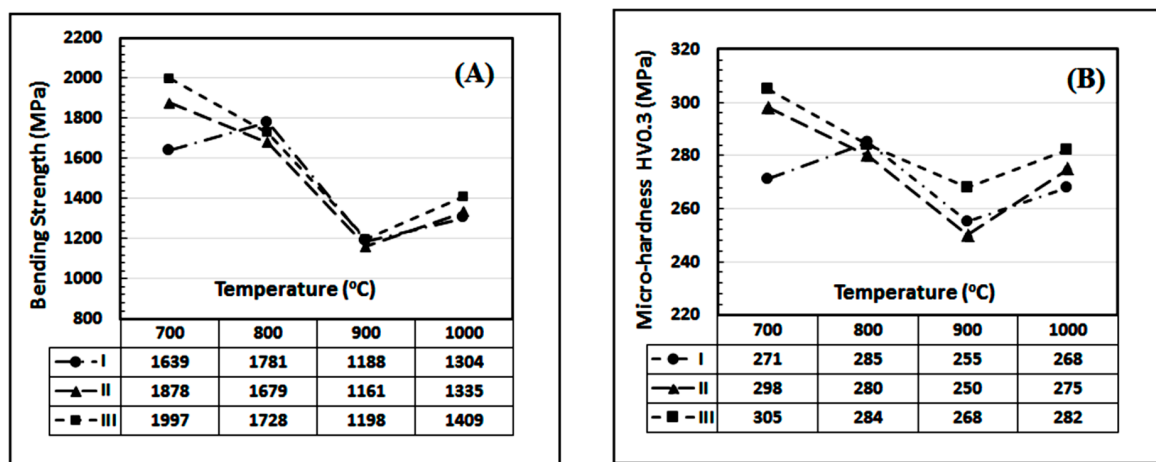 (A)
Bending Strength (MPa)
2200
2000
1800
1600
1400
1200
1000
800
Temperature (ºC)
700 800 900 1000
I 1639 1781 1188 1304
II 1878 1679 1161 1335
III 1997 1728 1198 1409
(B)
Micro-hardness HV0.3 (MPa)
320
300
280
260
240
220
Temperature (ºC)
700 800 900 1000
I 271 285 255 268
II 298 280 250 275
III 305 284 268 282